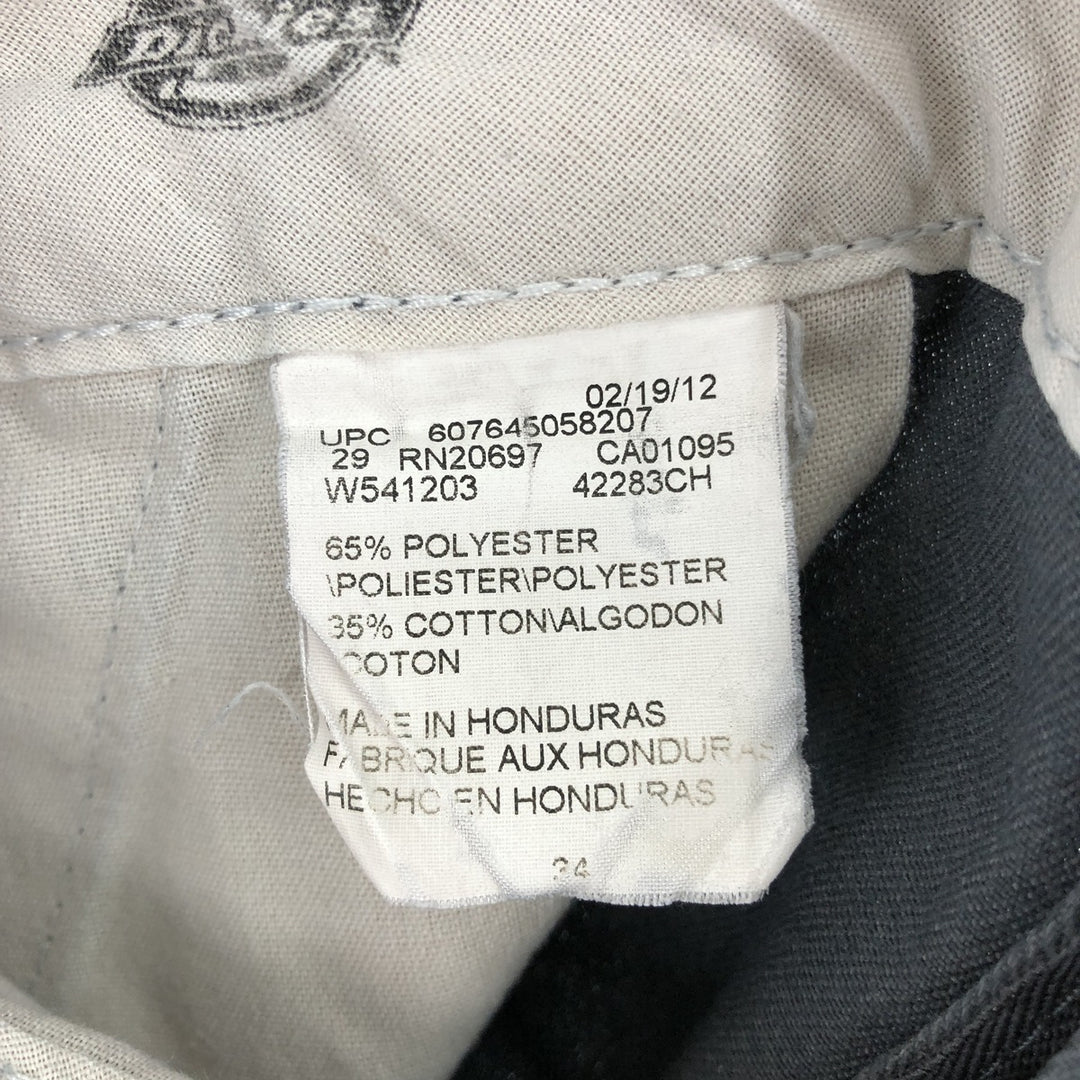 Dickies
02/19/12
UPC 607645058207
29 RN20697 CA01095
W541203 42283CH
65% POLYESTER
\POLIESTER\POLYESTER
35% COTTON\ALGODON
\COTON
MADE IN HONDURAS
FABRIQUE AUX HONDURAS
HECHO EN HONDURAS
34